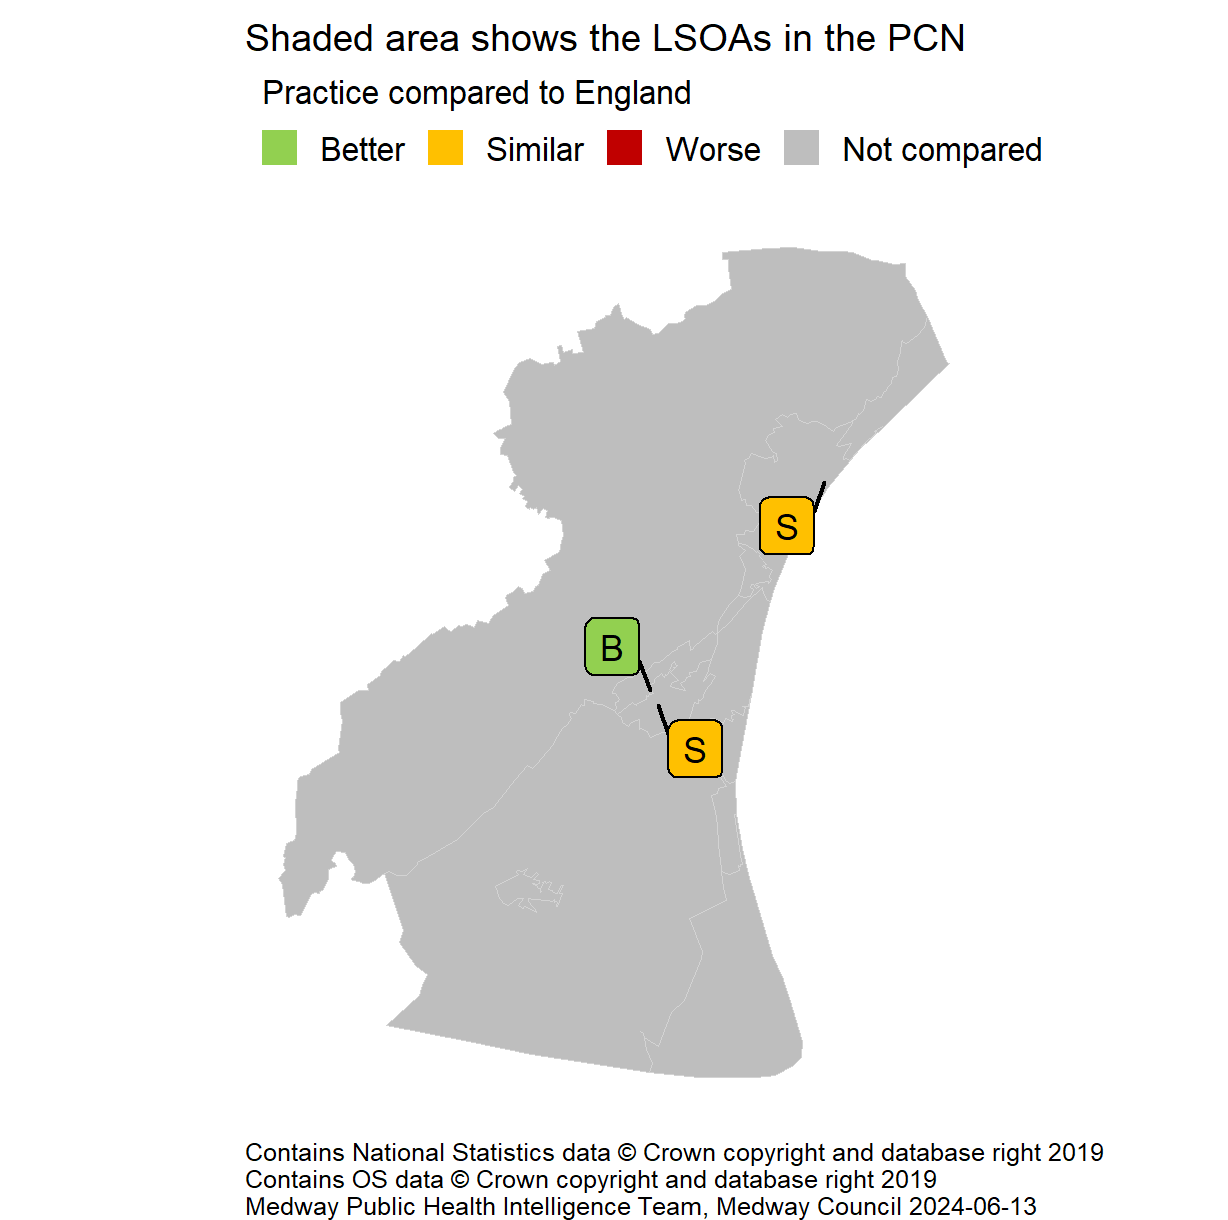 Shaded area shows the LSOAs in the PCN
Practice compared to England
Better Similar Worse Not compared
S
B
S
Contains National Statistics data © Crown copyright and database right 2019
Contains OS data © Crown copyright and database right 2019
Medway Public Health Intelligence Team, Medway Council 2024-06-13